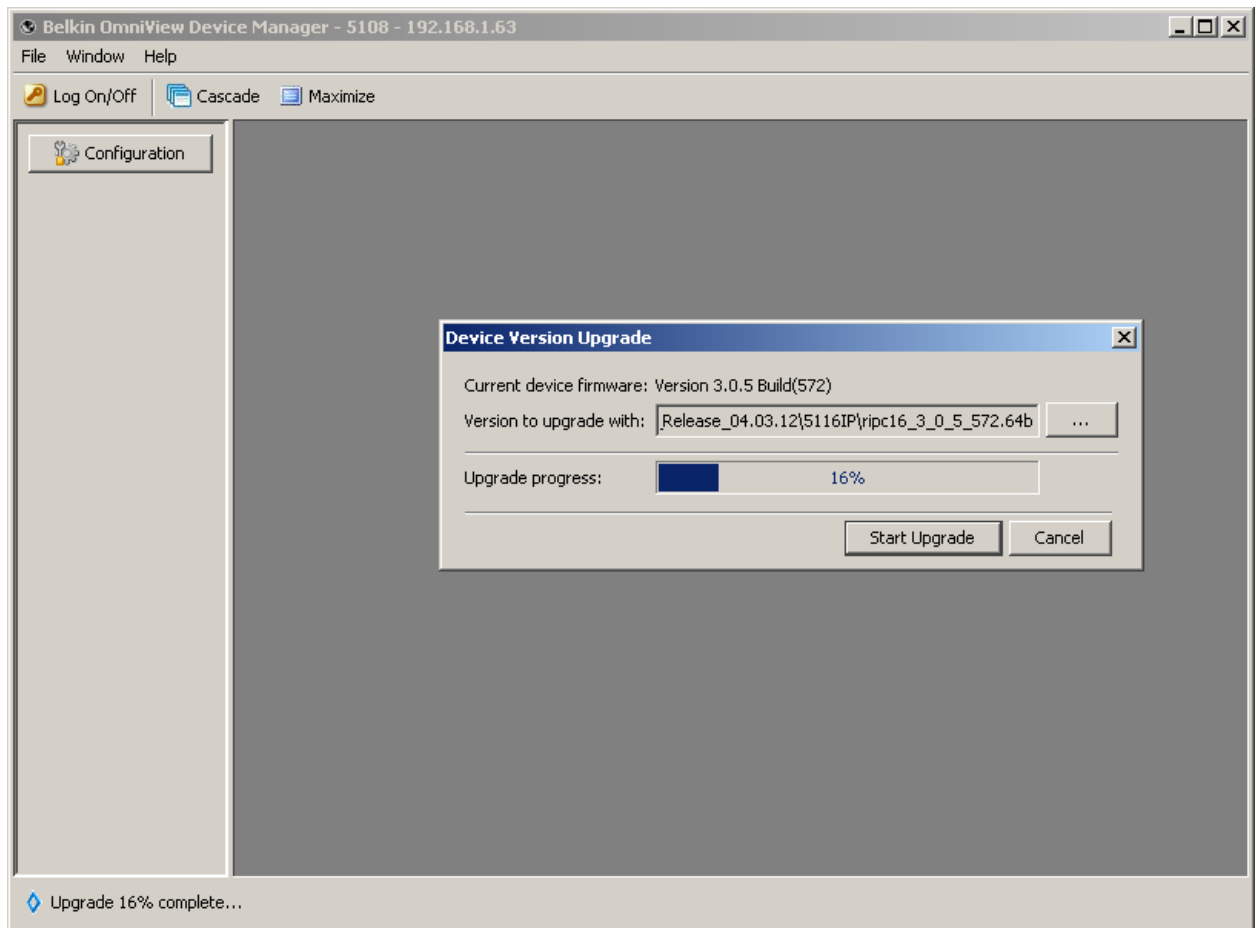 Belkin OmniView Device Manager - 5108 - 192.168.1.63
File Window Help
Log On/Off Cascade Maximize
Configuration
Device Version Upgrade
Current device firmware: Version 3.0.5 Build(572)
Version to upgrade with: _Release_04.03.12\5116IP\ripc16_3_0_5_572.64b ...
Upgrade progress: 16%
Start Upgrade Cancel
Upgrade 16% complete...